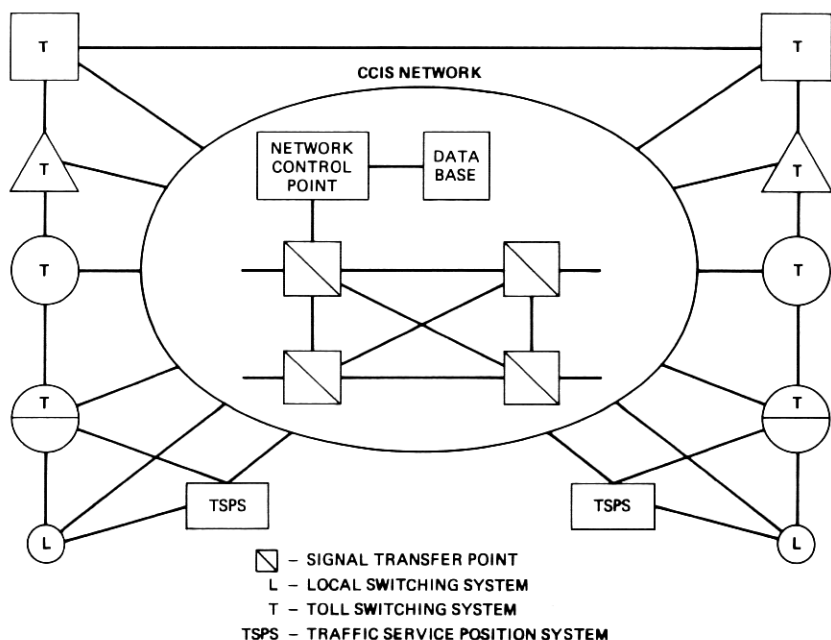 T
T
CCIS NETWORK
NETWORK
CONTROL
POINT
DATA
BASE
T
T
T
T
T
T
TSPS
TSPS
L
L
– SIGNAL TRANSFER POINT
L – LOCAL SWITCHING SYSTEM
T – TOLL SWITCHING SYSTEM
TSPS – TRAFFIC SERVICE POSITION SYSTEM